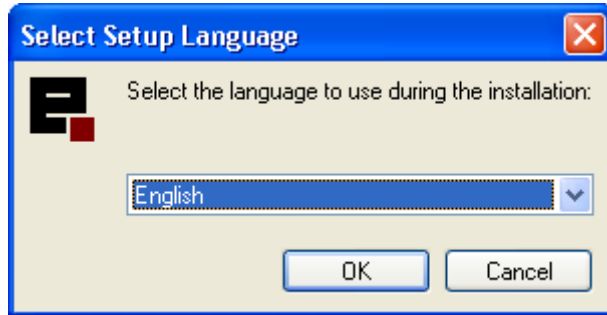 Select Setup Language
Select the language to use during the installation:
English
OK
Cancel